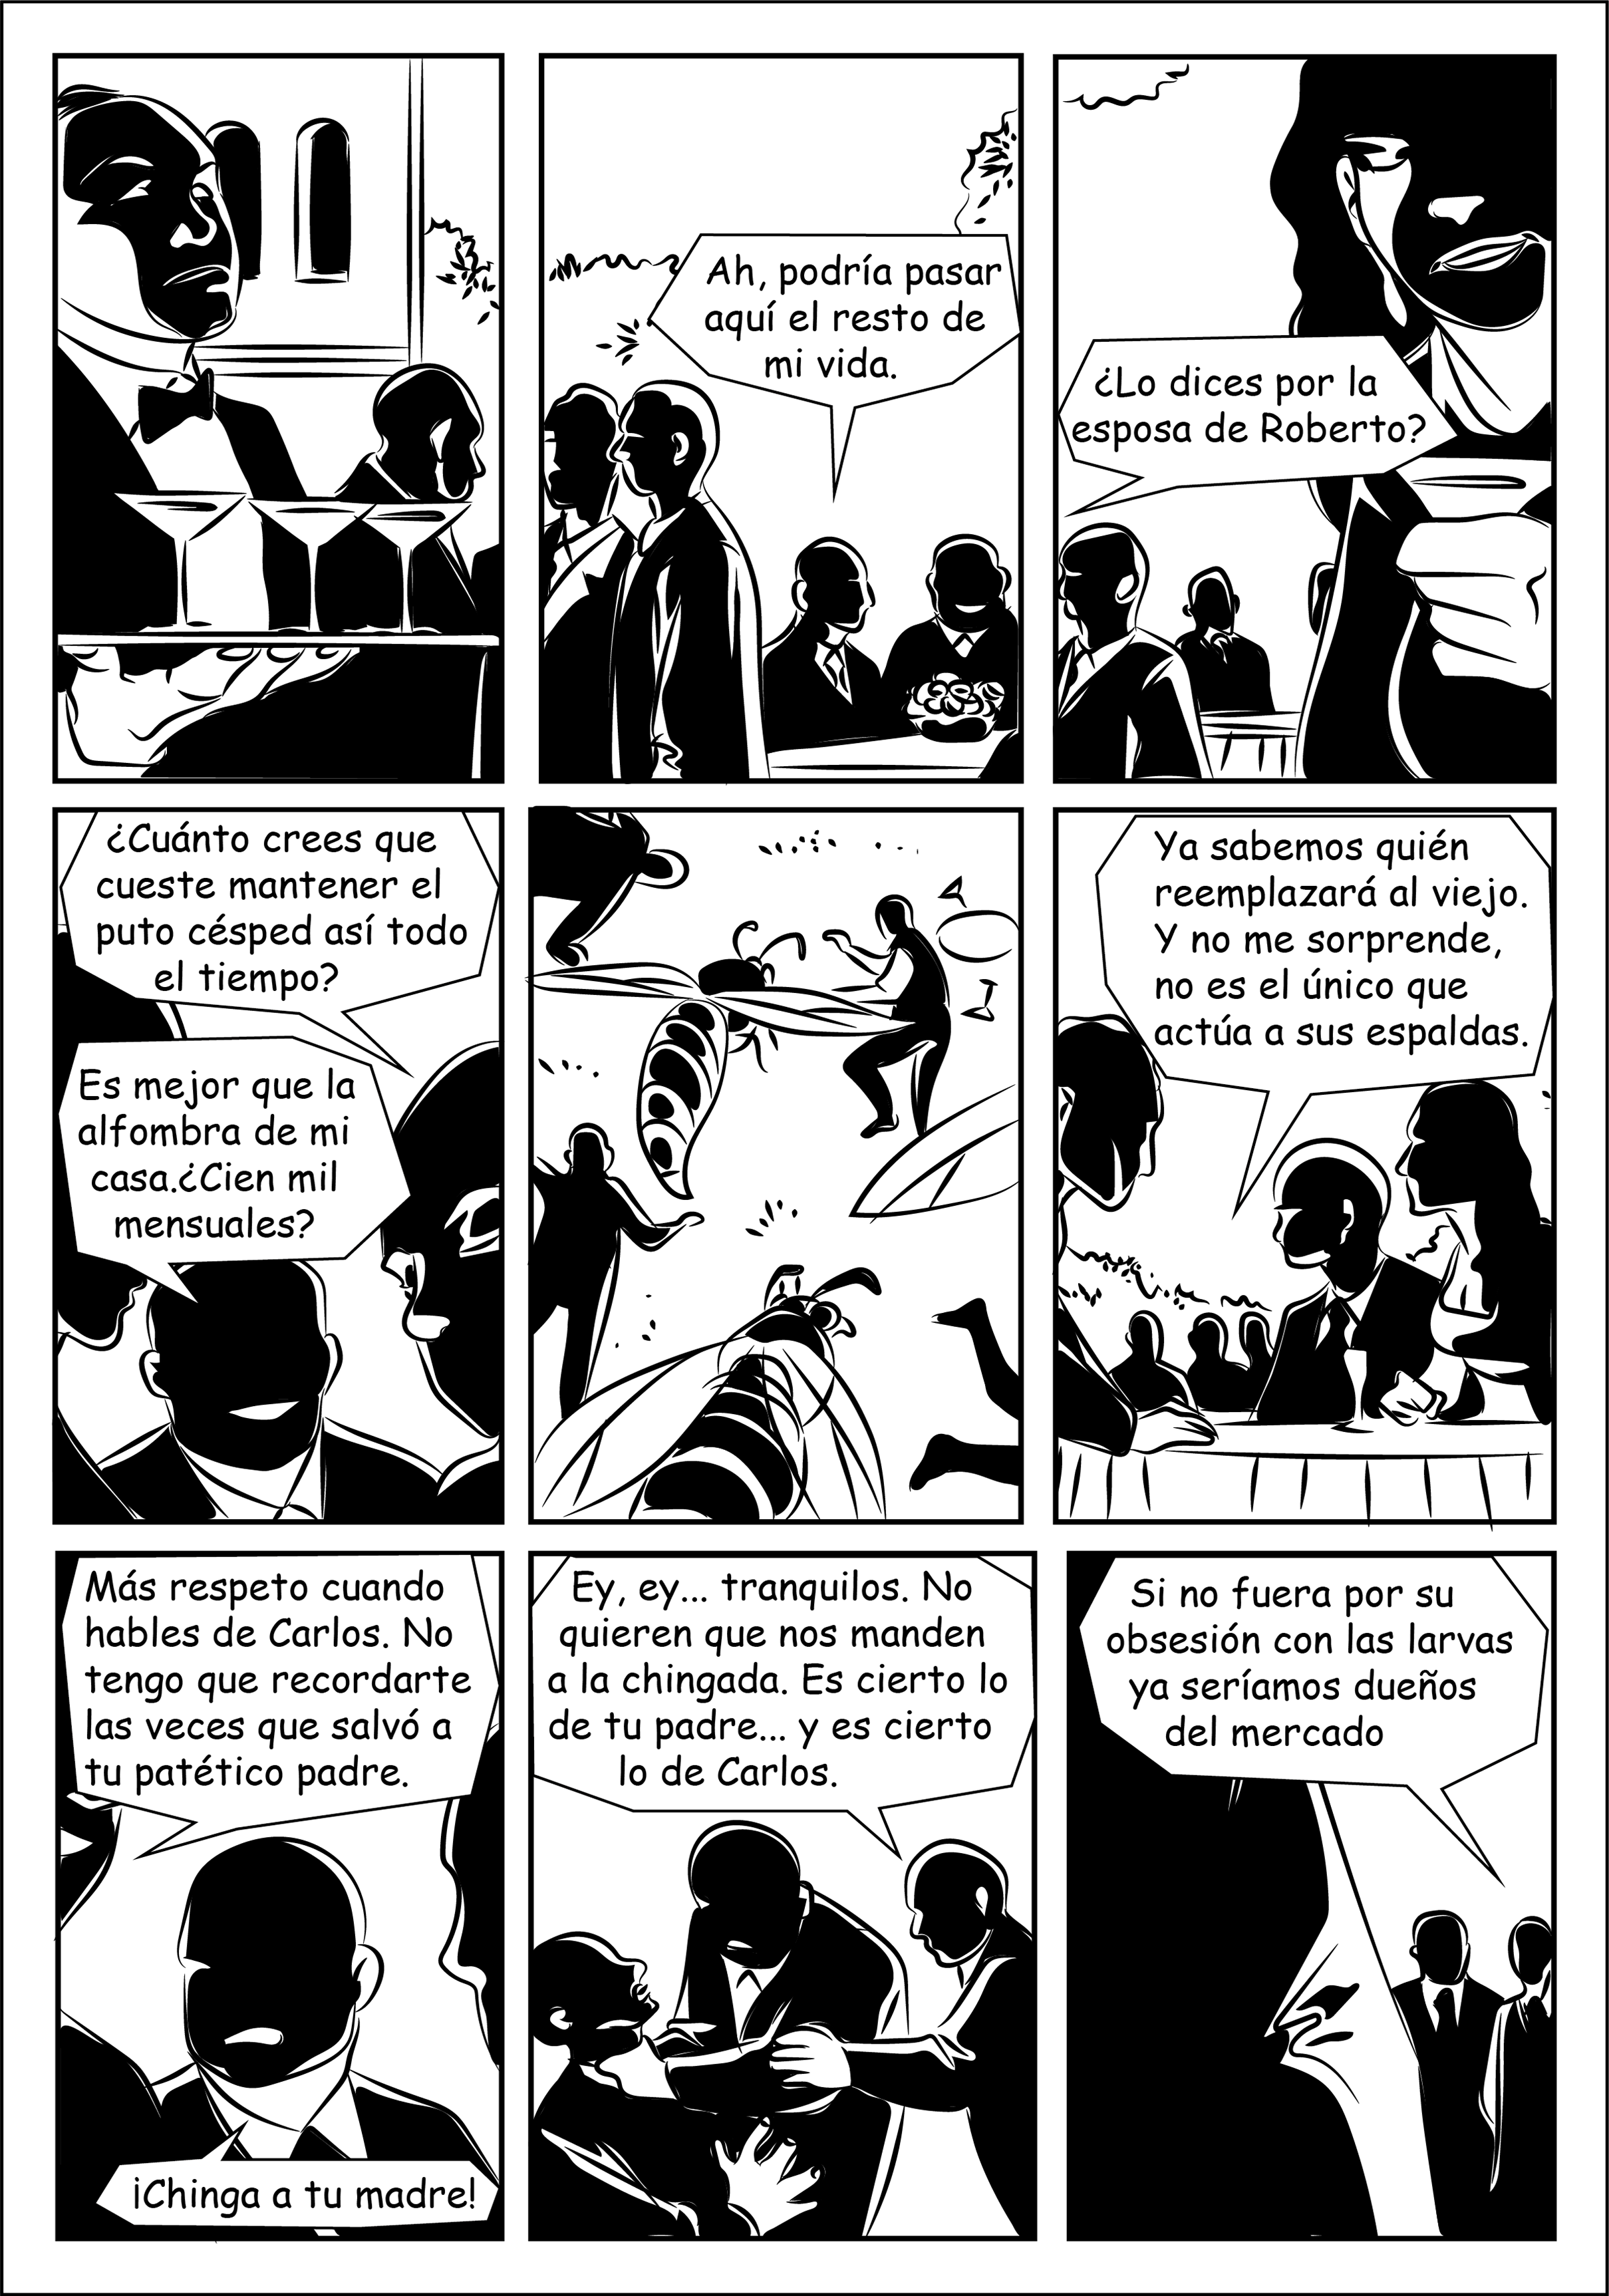 Ah, podría pasar
aquí el resto de
mi vida.
¿Lo dices por la
esposa de Roberto?
¿Cuánto crees que
cueste mantener el
puto césped así todo
el tiempo?
Es mejor que la
alfombra de mi
casa.¿Cien mil
mensuales?
Ya sabemos quién
reemplazará al viejo.
Y no me sorprende,
no es el único que
actúa a sus espaldas.
Más respeto cuando
hables de Carlos. No
tengo que recordarte
las veces que salvó a
tu patético padre.
¡Chinga a tu madre!
Ey, ey... tranquilos. No
quieren que nos manden
a la chingada. Es cierto lo
de tu padre... y es cierto
lo de Carlos.
Si no fuera por su
obsesión con las larvas
ya seríamos dueños
del mercado